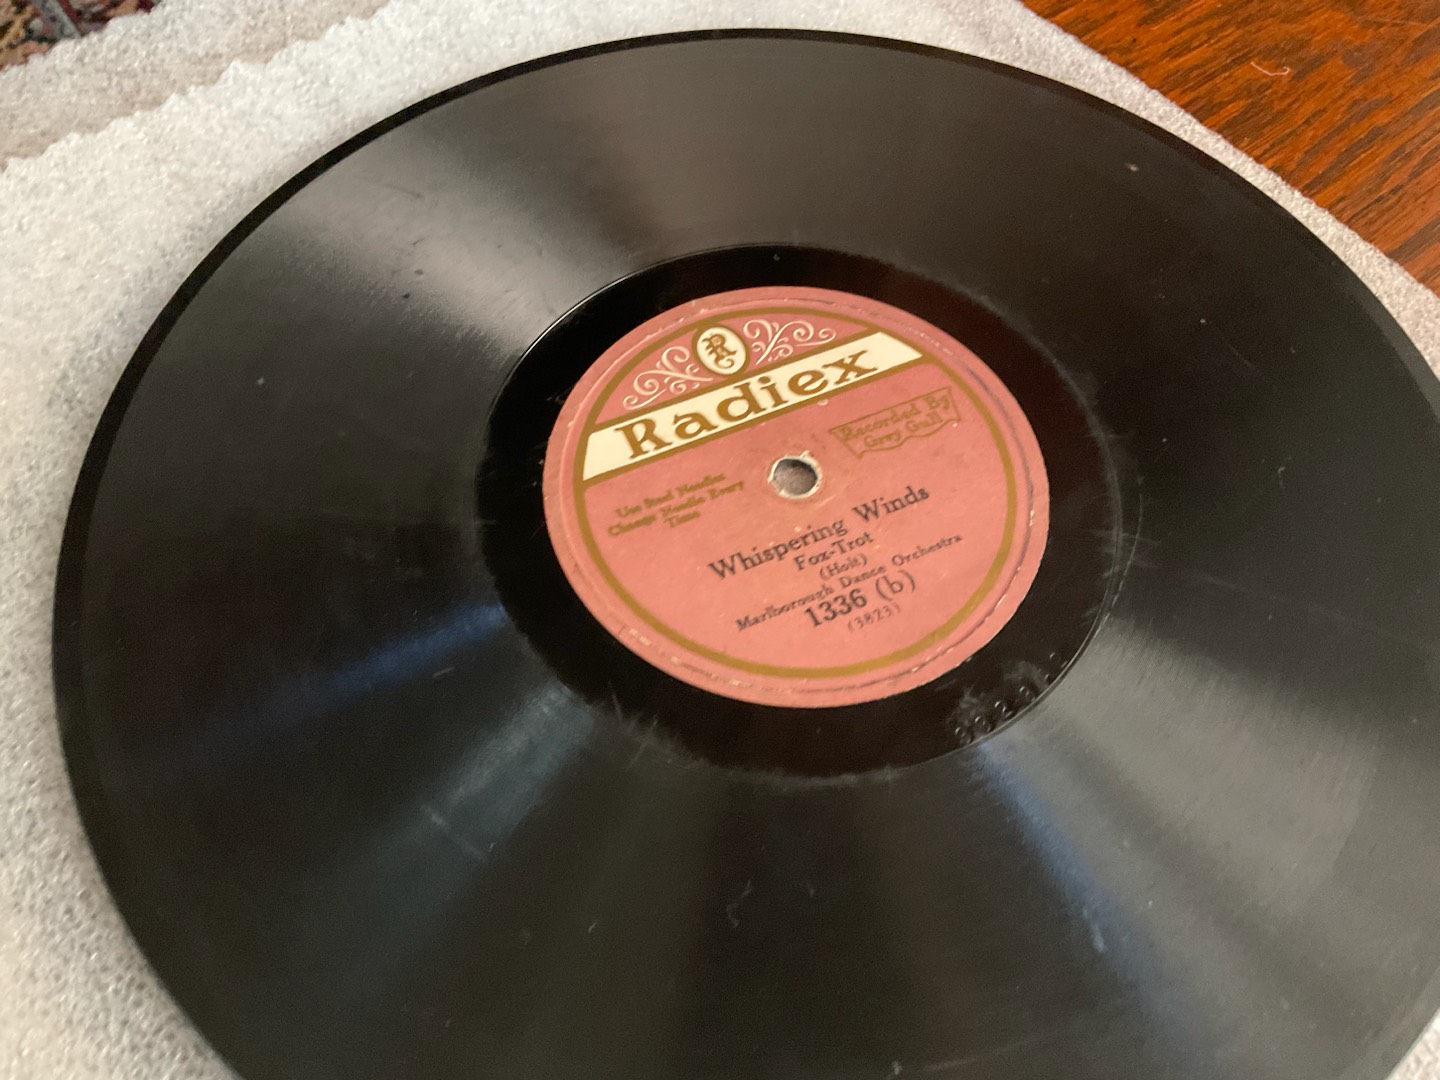 R
Radiex
Recorded By
Grey Gull
Use Steel Needles
Change Needle Every
Time
Whispering Winds
Fox-Trot
(Holt)
Marlborough Dance Orchestra
1336 (b)
(3823)